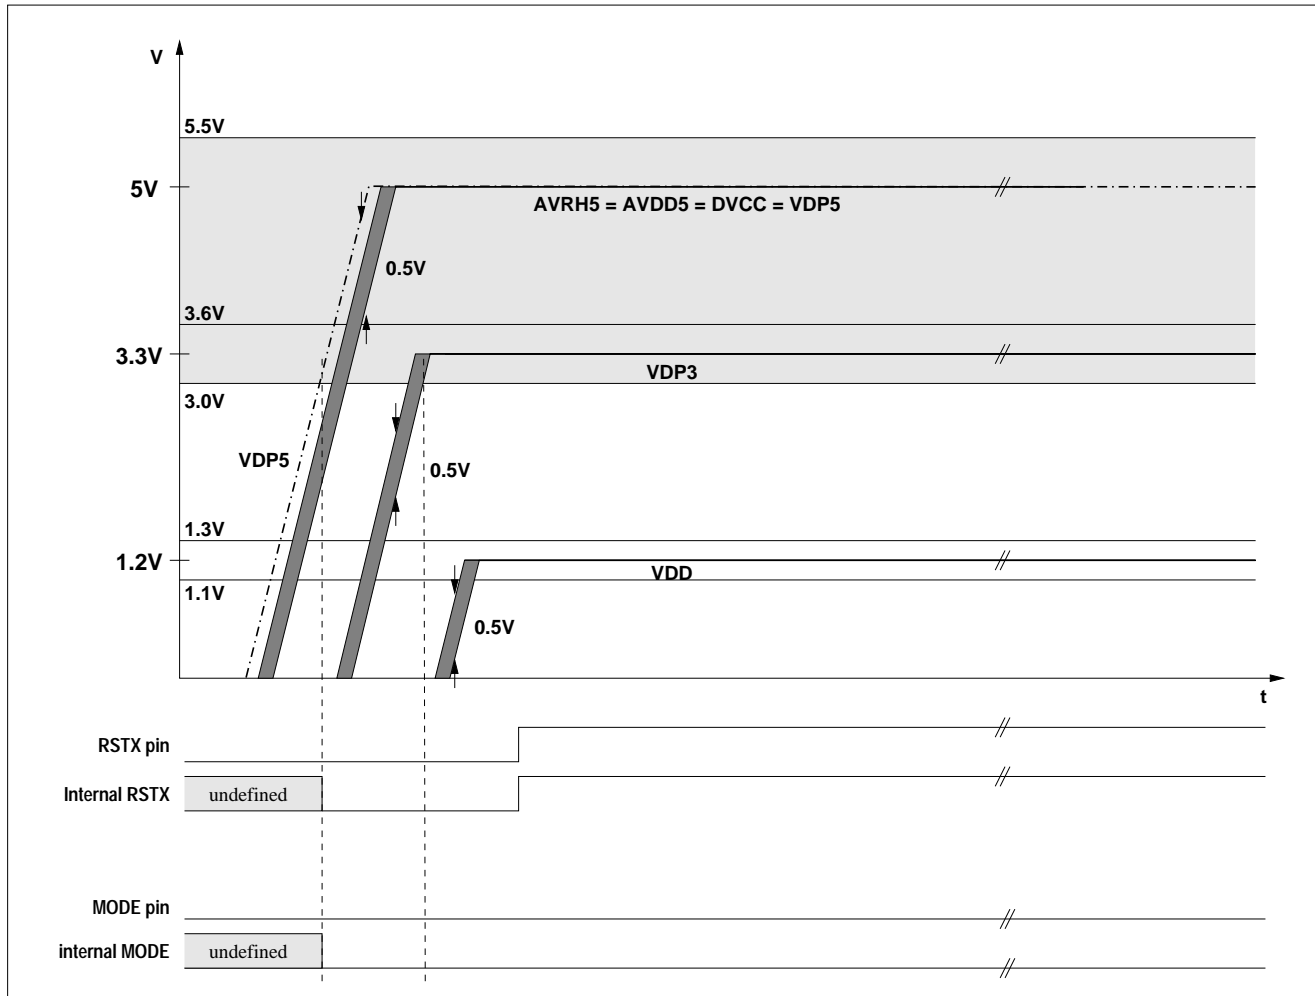 V
5.5V
5V
AVRH5 = AVDD5 = DVCC = VDP5
0.5V
3.6V
3.3V
VDP3
3.0V
VDP5
0.5V
1.3V
1.2V
VDD
1.1V
0.5V
t
RSTX pin
Internal RSTX
undefined
MODE pin
internal MODE
undefined